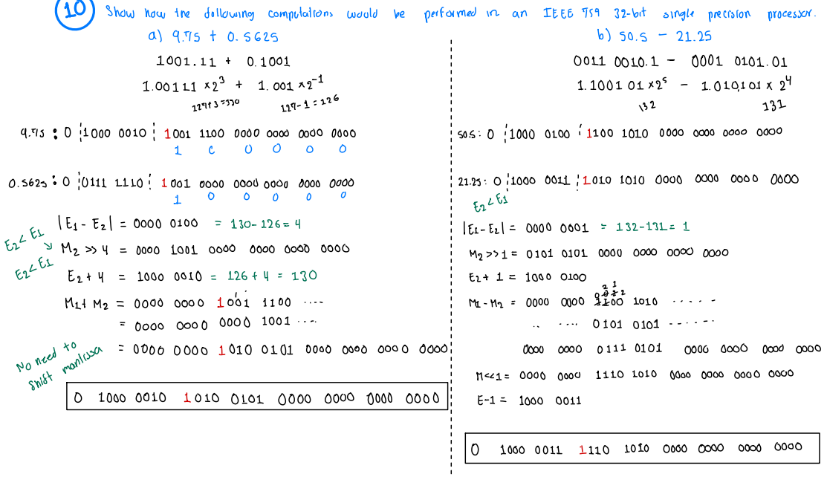 10 Show how the dollowing computations would be performed in an IEEE 754 32-bit single precision processor.
a) 9.75 + 0.5625
1001.11 + 0.1001
1.00111 ×2³ + 1.001 ×2⁻¹
127+3=130 127-1=126
9.75 : 0 1000 0010 1001 1100 0000 0000 0000 0000
1 C 0 0 0 0
0.5625 : 0 0111 1110 1001 0000 0000 0000 0000 0000
1 0 0 0 0 0
|E1 - E2| = 0000 0100 = 130-126 = 4
E2 < E1
M2 >> 4 = 0000 1001 0000 0000 0000 0000
E2 < E1
E2 + 4 = 1000 0010 = 126 + 4 = 130
M1 + M2 = 0000 0000 1001 1100 ....
= 0000 0000 0000 1001 ....
= 0000 0000 1010 0101 0000 0000 0000 0000
No need to
shift mantissa
0 1000 0010 1010 0101 0000 0000 0000 0000
b) 50.5 - 21.25
0011 0010.1 - 0001 0101.01
1.1001 01 ×2⁵ - 1.010101 × 2⁴
132 131
50.5 : 0 1000 0100 1100 1010 0000 0000 0000 0000
21.25 : 0 1000 0011 1010 1010 0000 0000 0000 0000
E2 < E1
|E1 - E2| = 0000 0001 = 132-131 = 1
M2 >> 1 = 0101 0101 0000 0000 0000 0000
E2 + 1 = 1000 0100
M1 - M2 = 0000 0000 1100 1010 ......
.. .... 0101 0101 ......
0000 0000 0111 0101 0000 0000 0000 0000
M<<1 = 0000 0000 1110 1010 0000 0000 0000 0000
E-1 = 1000 0011
0 1000 0011 1110 1010 0000 0000 0000 0000